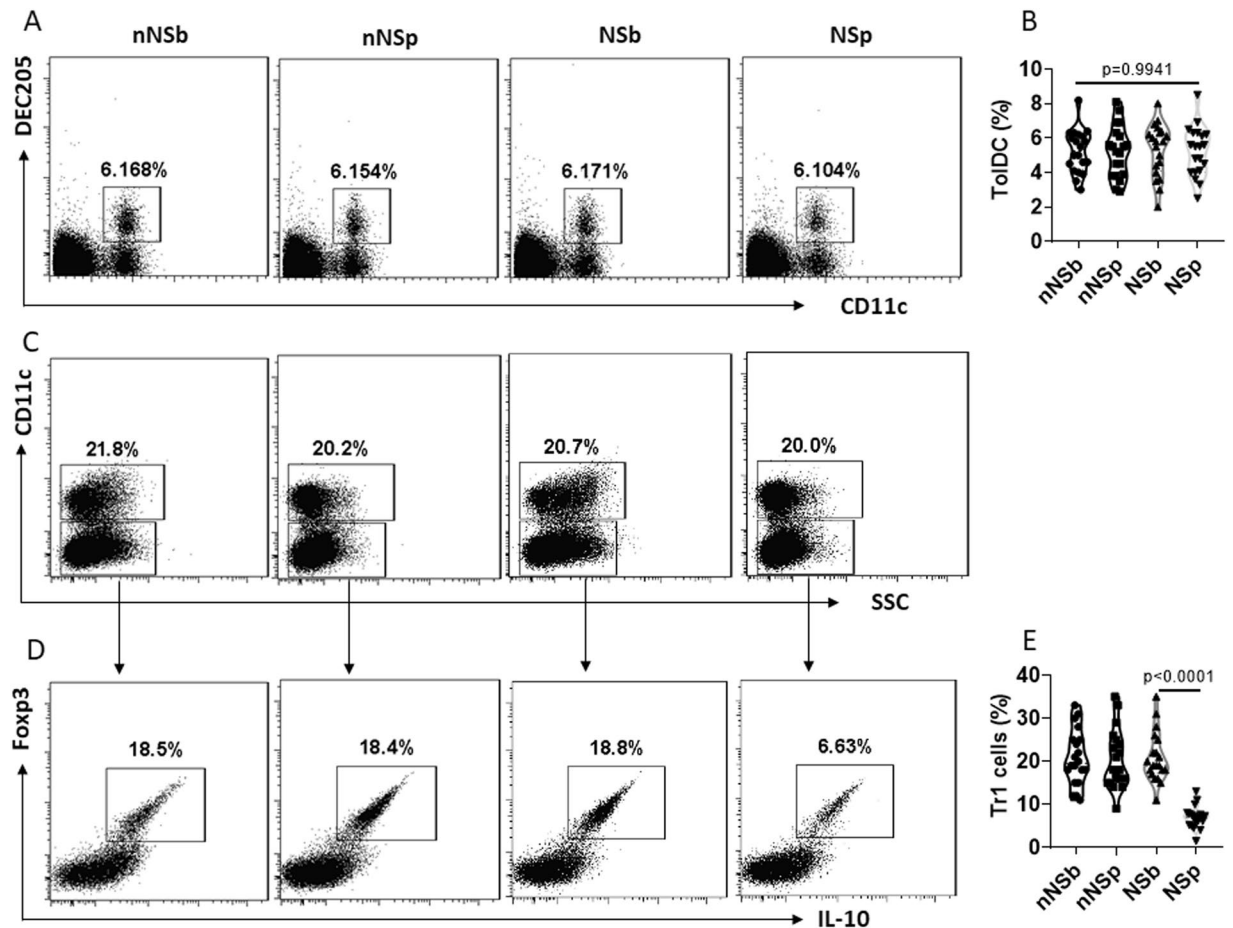 A
nNSb
nNSp
NSb
NSp
DEC205
6.168%
6.154%
6.171%
6.104%
CD11c
B
TolDC (%)
10
8
6
4
2
0
p=0.9941
nNSb
nNSp
NSb
NSp
C
CD11c
21.8%
20.2%
20.7%
20.0%
SSC
D
Foxp3
18.5%
18.4%
18.8%
6.63%
IL-10
E
Tr1 cells (%)
40
30
20
10
0
p<0.0001
nNSb
nNSp
NSb
NSp